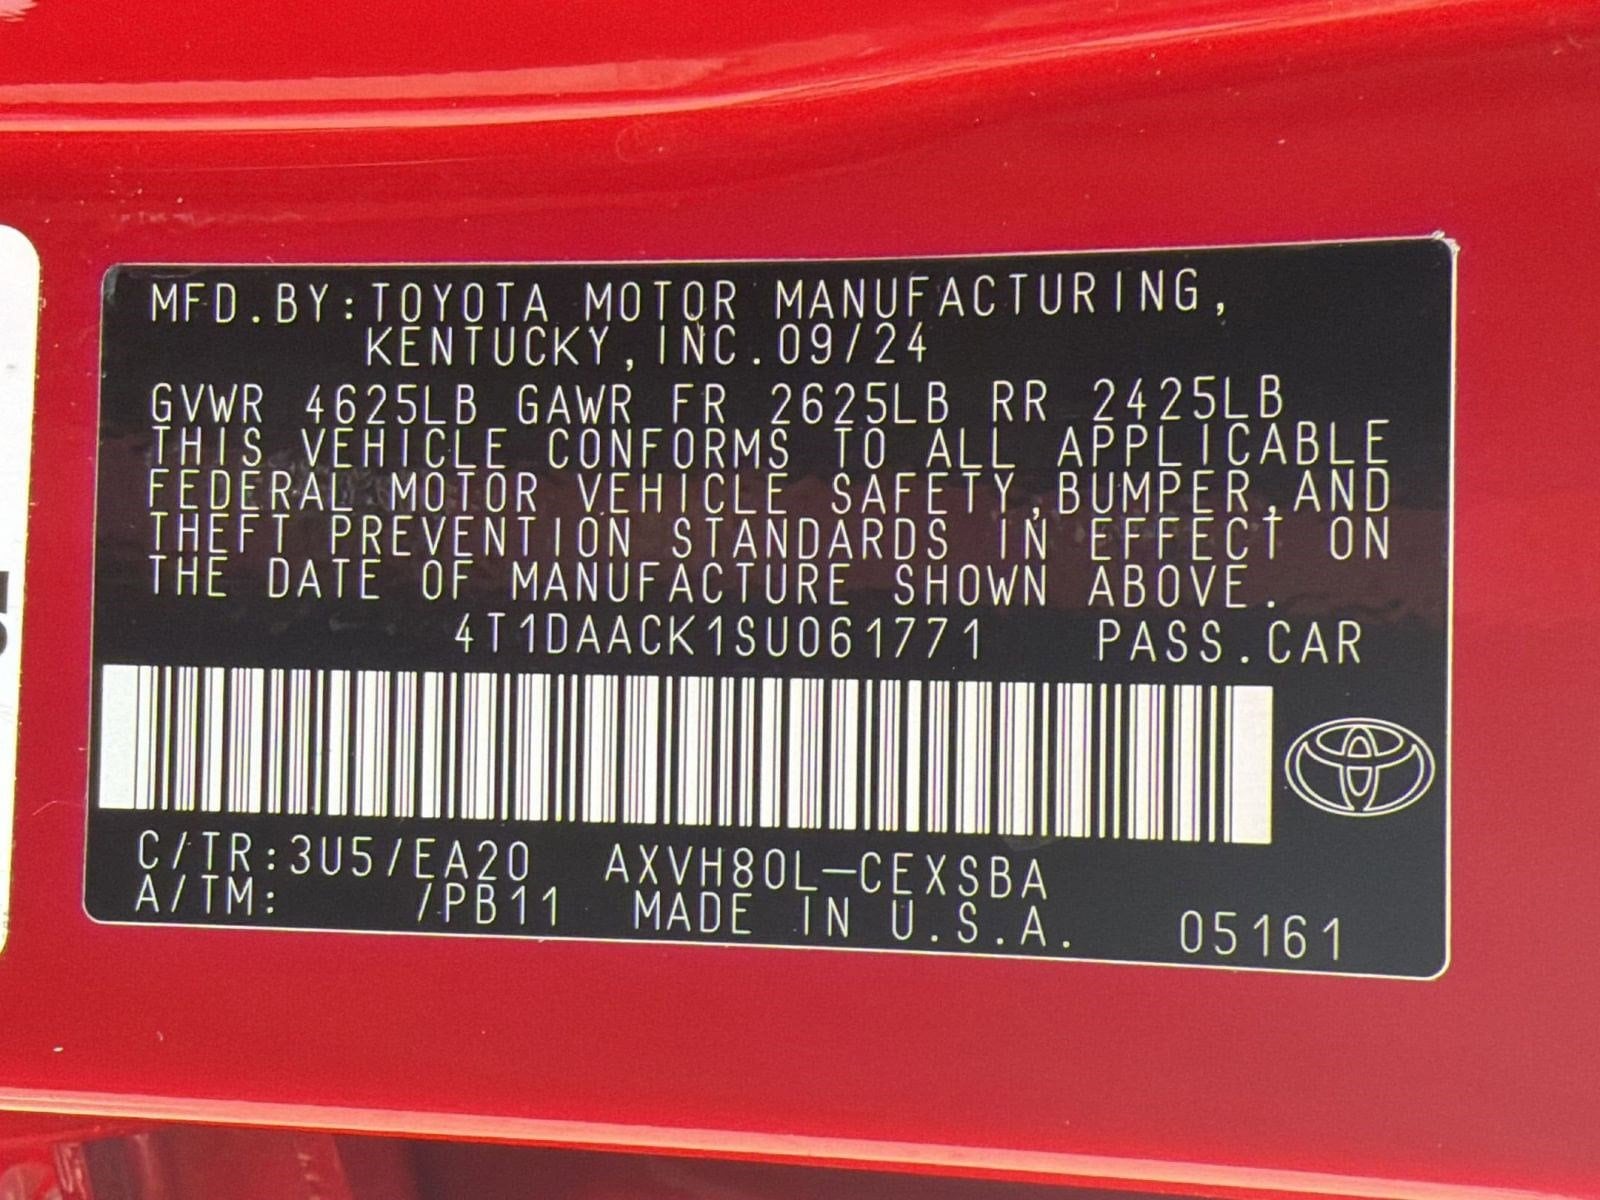 MFD.BY:TOYOTA MOTOR MANUFACTURING,
KENTUCKY,INC.09/24
GVWR 4625LB GAWR FR 2625LB RR 2425LB
THIS VEHICLE CONFORMS TO ALL APPLICABLE
FEDERAL MOTOR VEHICLE SAFETY,BUMPER,AND
THEFT PREVENTION STANDARDS IN EFFECT ON
THE DATE OF MANUFACTURE SHOWN ABOVE.
4T1DAACK1SU061771 PASS.CAR
C/TR:3U5/EA20 AXVH80L-CEXSBA
A/TM: /PB11 MADE IN U.S.A. 05161